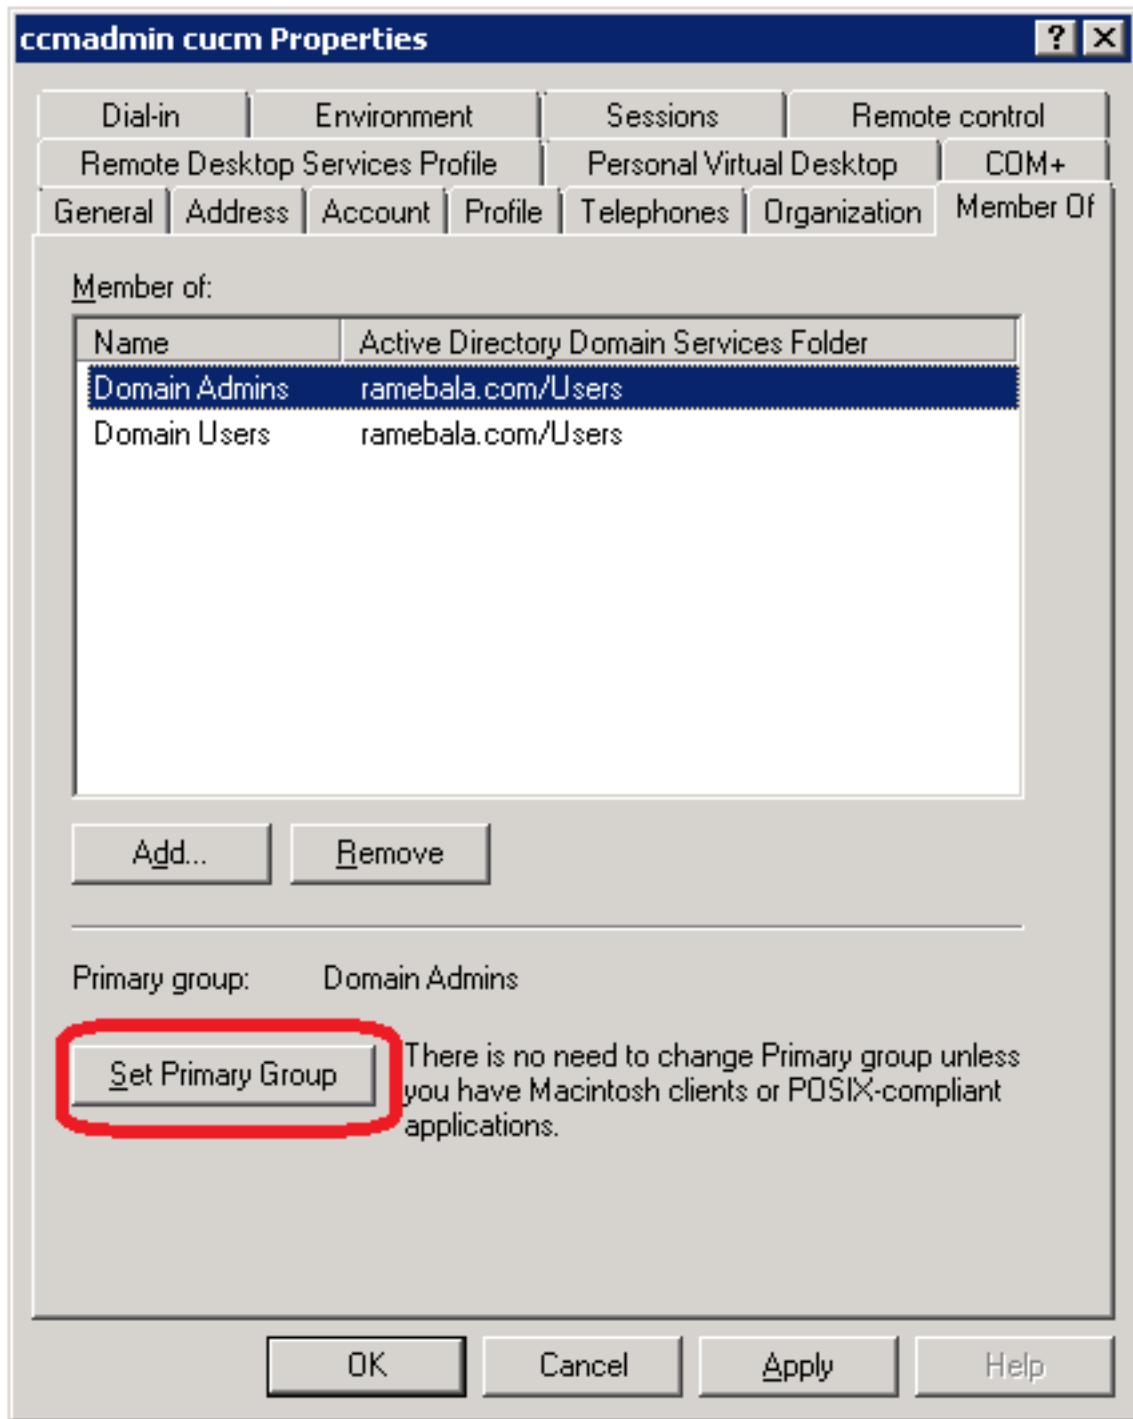 ccmadmin cucm Properties
? X
Dial-in Environment Sessions Remote control
Remote Desktop Services Profile Personal Virtual Desktop COM+
General Address Account Profile Telephones Organization Member Of
Member of:
Name Active Directory Domain Services Folder
Domain Admins ramebala.com/Users
Domain Users ramebala.com/Users
Add... Remove
Primary group: Domain Admins
Set Primary Group
There is no need to change Primary group unless
you have Macintosh clients or POSIX-compliant
applications.
OK Cancel Apply Help